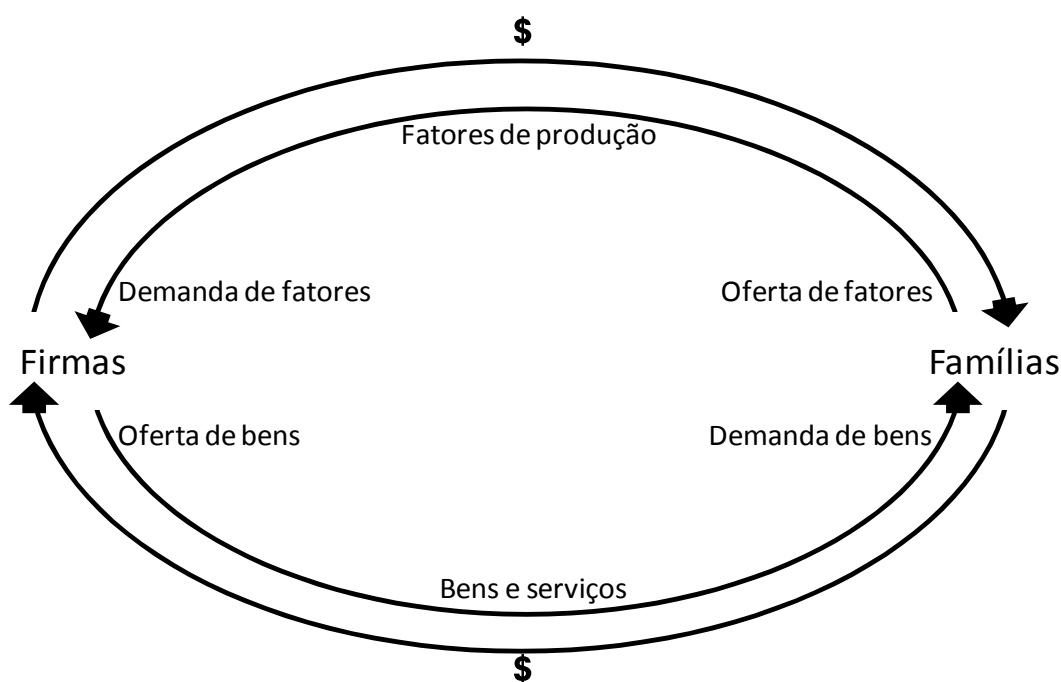 $
Fatores de produção
Demanda de fatores
Oferta de fatores
Firmas
Famílias
Oferta de bens
Demanda de bens
Bens e serviços
$